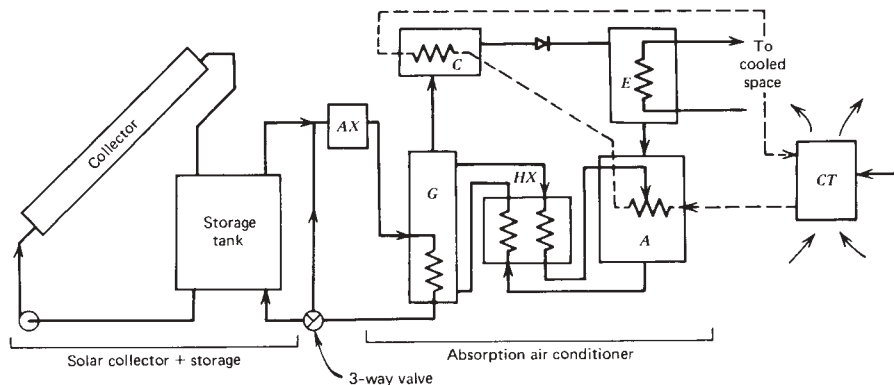 C
To
cooled
space
E
Collector
AX
CT
G
HX
Storage
tank
A
Solar collector + storage
Absorption air conditioner
3-way valve